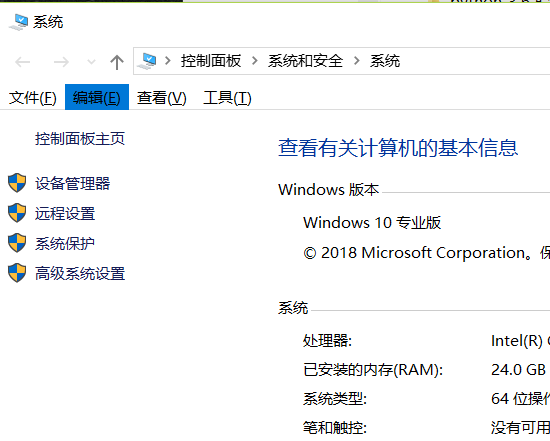 系统
控制面板 > 系统和安全 > 系统
文件(F) 编辑(E) 查看(V) 工具(T)
控制面板主页
设备管理器
远程设置
系统保护
高级系统设置
查看有关计算机的基本信息
Windows 版本
Windows 10 专业版
© 2018 Microsoft Corporation。保
系统
处理器: Intel(R)
已安装的内存(RAM): 24.0 GB
系统类型: 64 位操
笔和触控: 没有可用